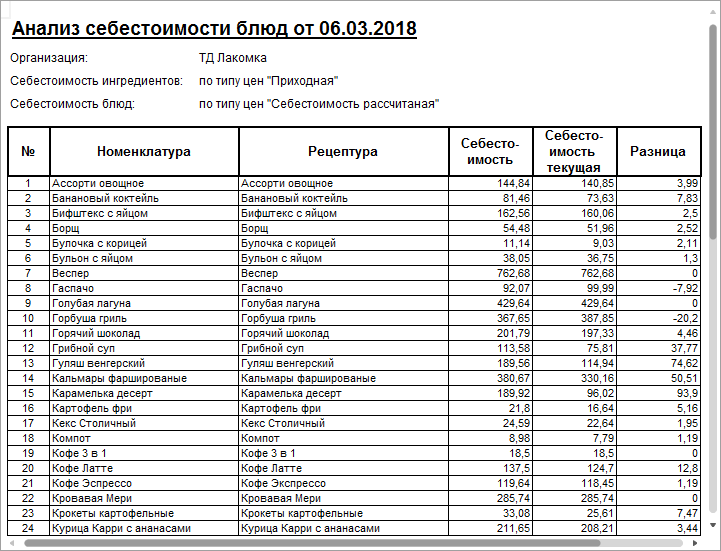 Анализ себестоимости блюд от 06.03.2018
Организация: ТД Лакомка
Себестоимость ингредиентов: по типу цен "Приходная"
Себестоимость блюд: по типу цен "Себестоимость рассчитаная"
№ Номенклатура Рецептура Себесто-имость Себесто-имость текущая Разница
1 Ассорти овощное Ассорти овощное 144,84 140,85 3,99
2 Банановый коктейль Банановый коктейль 81,46 73,63 7,83
3 Бифштекс с яйцом Бифштекс с яйцом 162,56 160,06 2,5
4 Борщ Борщ 54,48 51,96 2,52
5 Булочка с корицей Булочка с корицей 11,14 9,03 2,11
6 Бульон с яйцом Бульон с яйцом 38,05 36,75 1,3
7 Веспер Веспер 762,68 762,68 0
8 Гаспачо Гаспачо 92,07 99,99 -7,92
9 Голубая лагуна Голубая лагуна 429,64 429,64 0
10 Горбуша гриль Горбуша гриль 367,65 387,85 -20,2
11 Горячий шоколад Горячий шоколад 201,79 197,33 4,46
12 Грибной суп Грибной суп 113,58 75,81 37,77
13 Гуляш венгерский Гуляш венгерский 189,56 114,94 74,62
14 Кальмары фаршированые Кальмары фаршированые 380,67 330,16 50,51
15 Карамелька десерт Карамелька десерт 189,92 96,02 93,9
16 Картофель фри Картофель фри 21,8 16,64 5,16
17 Кекс Столичный Кекс Столичный 24,59 22,64 1,95
18 Компот Компот 8,98 7,79 1,19
19 Кофе 3 в 1 Кофе 3 в 1 18,5 18,5 0
20 Кофе Латте Кофе Латте 137,5 124,7 12,8
21 Кофе Эспрессо Кофе Экспрессо 119,64 118,45 1,19
22 Кровавая Мери Кровавая Мери 285,74 285,74 0
23 Крокеты картофельные Крокеты картофельные 33,08 25,61 7,47
24 Курица Карри с ананасами Курица Карри с ананасами 211,65 208,21 3,44